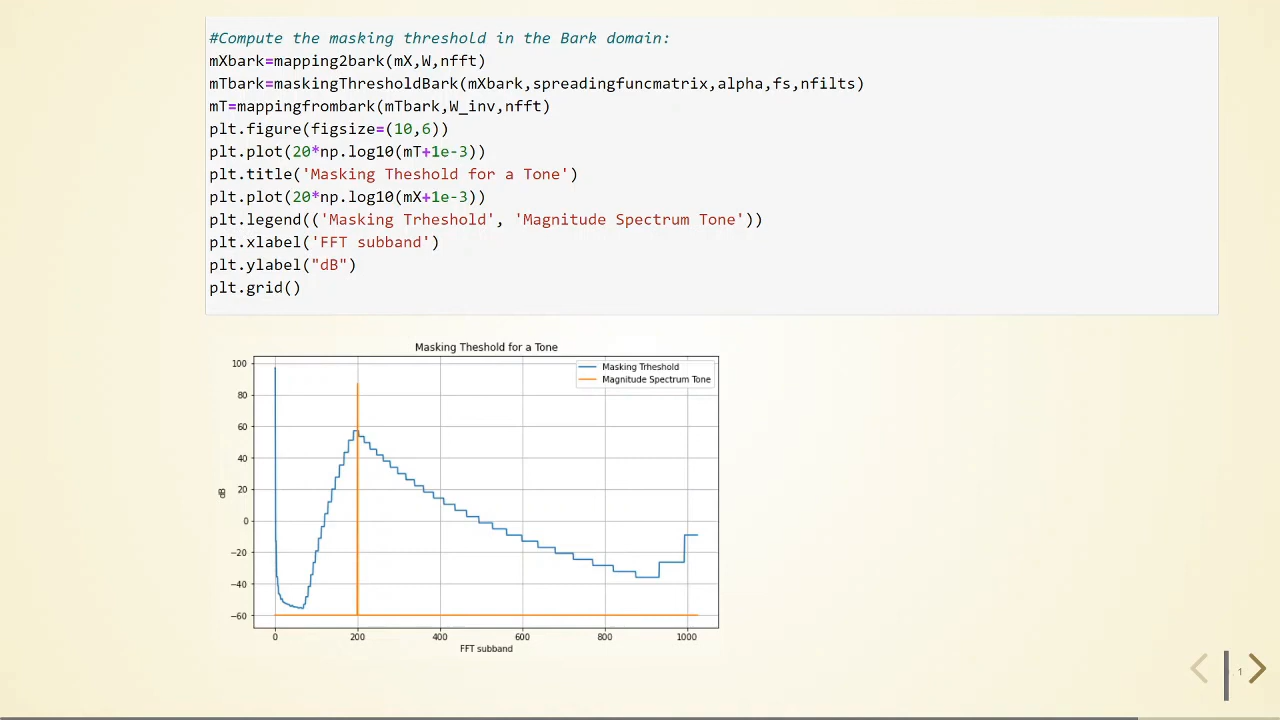 #Compute the masking threshold in the Bark domain:
mXbark=mapping2bark(mX,W,nfft)
mTbark=maskingThresholdBark(mXbark,spreadingfuncmatrix,alpha,fs,nfilts)
mT=mappingfrombark(mTbark,W_inv,nfft)
plt.figure(figsize=(10,6))
plt.plot(20*np.log10(mT+1e-3))
plt.title('Masking Theshold for a Tone')
plt.plot(20*np.log10(mX+1e-3))
plt.legend(('Masking Trheshold', 'Magnitude Spectrum Tone'))
plt.xlabel('FFT subband')
plt.ylabel("dB")
plt.grid()
Masking Theshold for a Tone
Masking Trheshold
Magnitude Spectrum Tone
100
80
60
40
20
0
−20
−40
−60
dB
0 200 400 600 800 1000
FFT subband